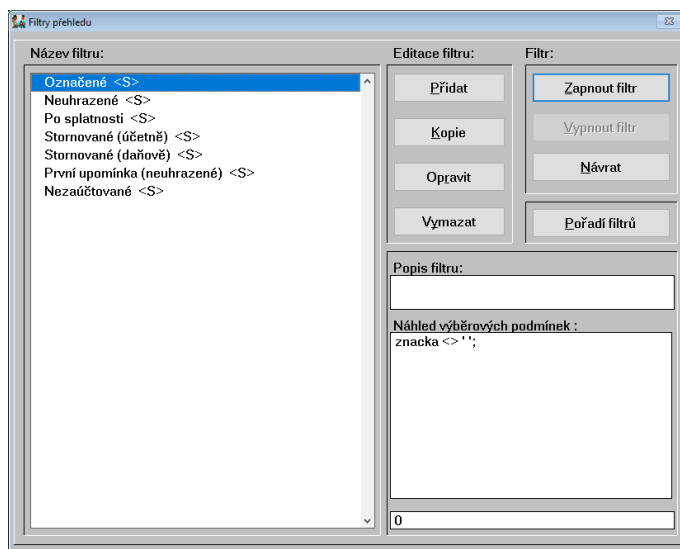 Filtry přehledu
Název filtru:
Označené <S>
Neuhrazené <S>
Po splatnosti <S>
Stornované (účetně) <S>
Stornované (daňově) <S>
První upomínka (neuhrazené) <S>
Nezaúčtované <S>
Editace filtru:
Přidat
Kopie
Opravit
Vymazat
Filtr:
Zapnout filtr
Vypnout filtr
Návrat
Pořadí filtrů
Popis filtru:
Náhled výběrových podmínek :
znacka <> ' ';
0